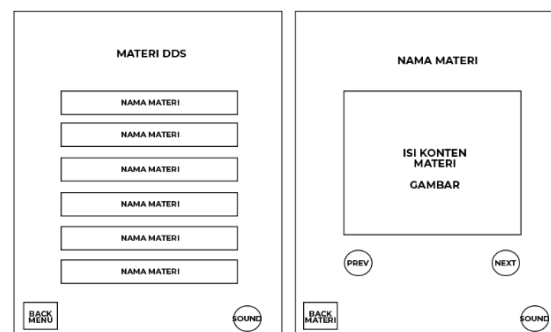 MATERI DDS
NAMA MATERI
NAMA MATERI
NAMA MATERI
NAMA MATERI
NAMA MATERI
NAMA MATERI
BACK
MENU
SOUND
NAMA MATERI
ISI KONTEN
MATERI
GAMBAR
PREV
NEXT
BACK
MATERI
SOUND